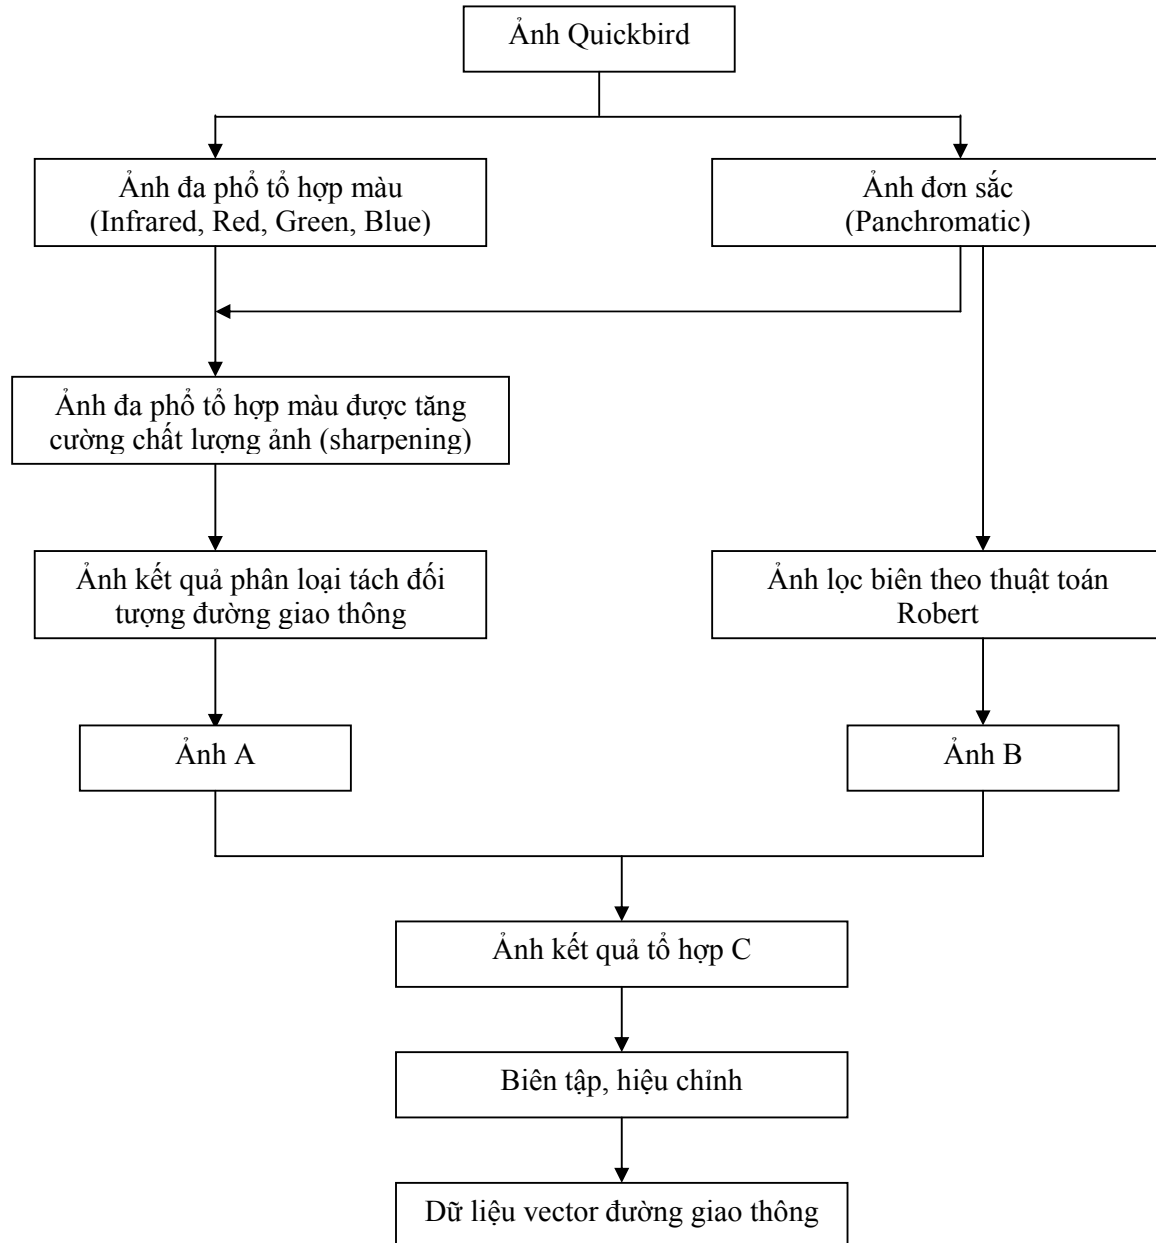 Ảnh Quickbird
Ảnh đa phổ tổ hợp màu
(Infrared, Red, Green, Blue)
Ảnh đơn sắc
(Panchromatic)
Ảnh đa phổ tổ hợp màu được tăng
cường chất lượng ảnh (sharpening)
Ảnh kết quả phân loại tách đối
tượng đường giao thông
Ảnh lọc biên theo thuật toán
Robert
Ảnh A
Ảnh B
Ảnh kết quả tổ hợp C
Biên tập, hiệu chỉnh
Dữ liệu vector đường giao thông